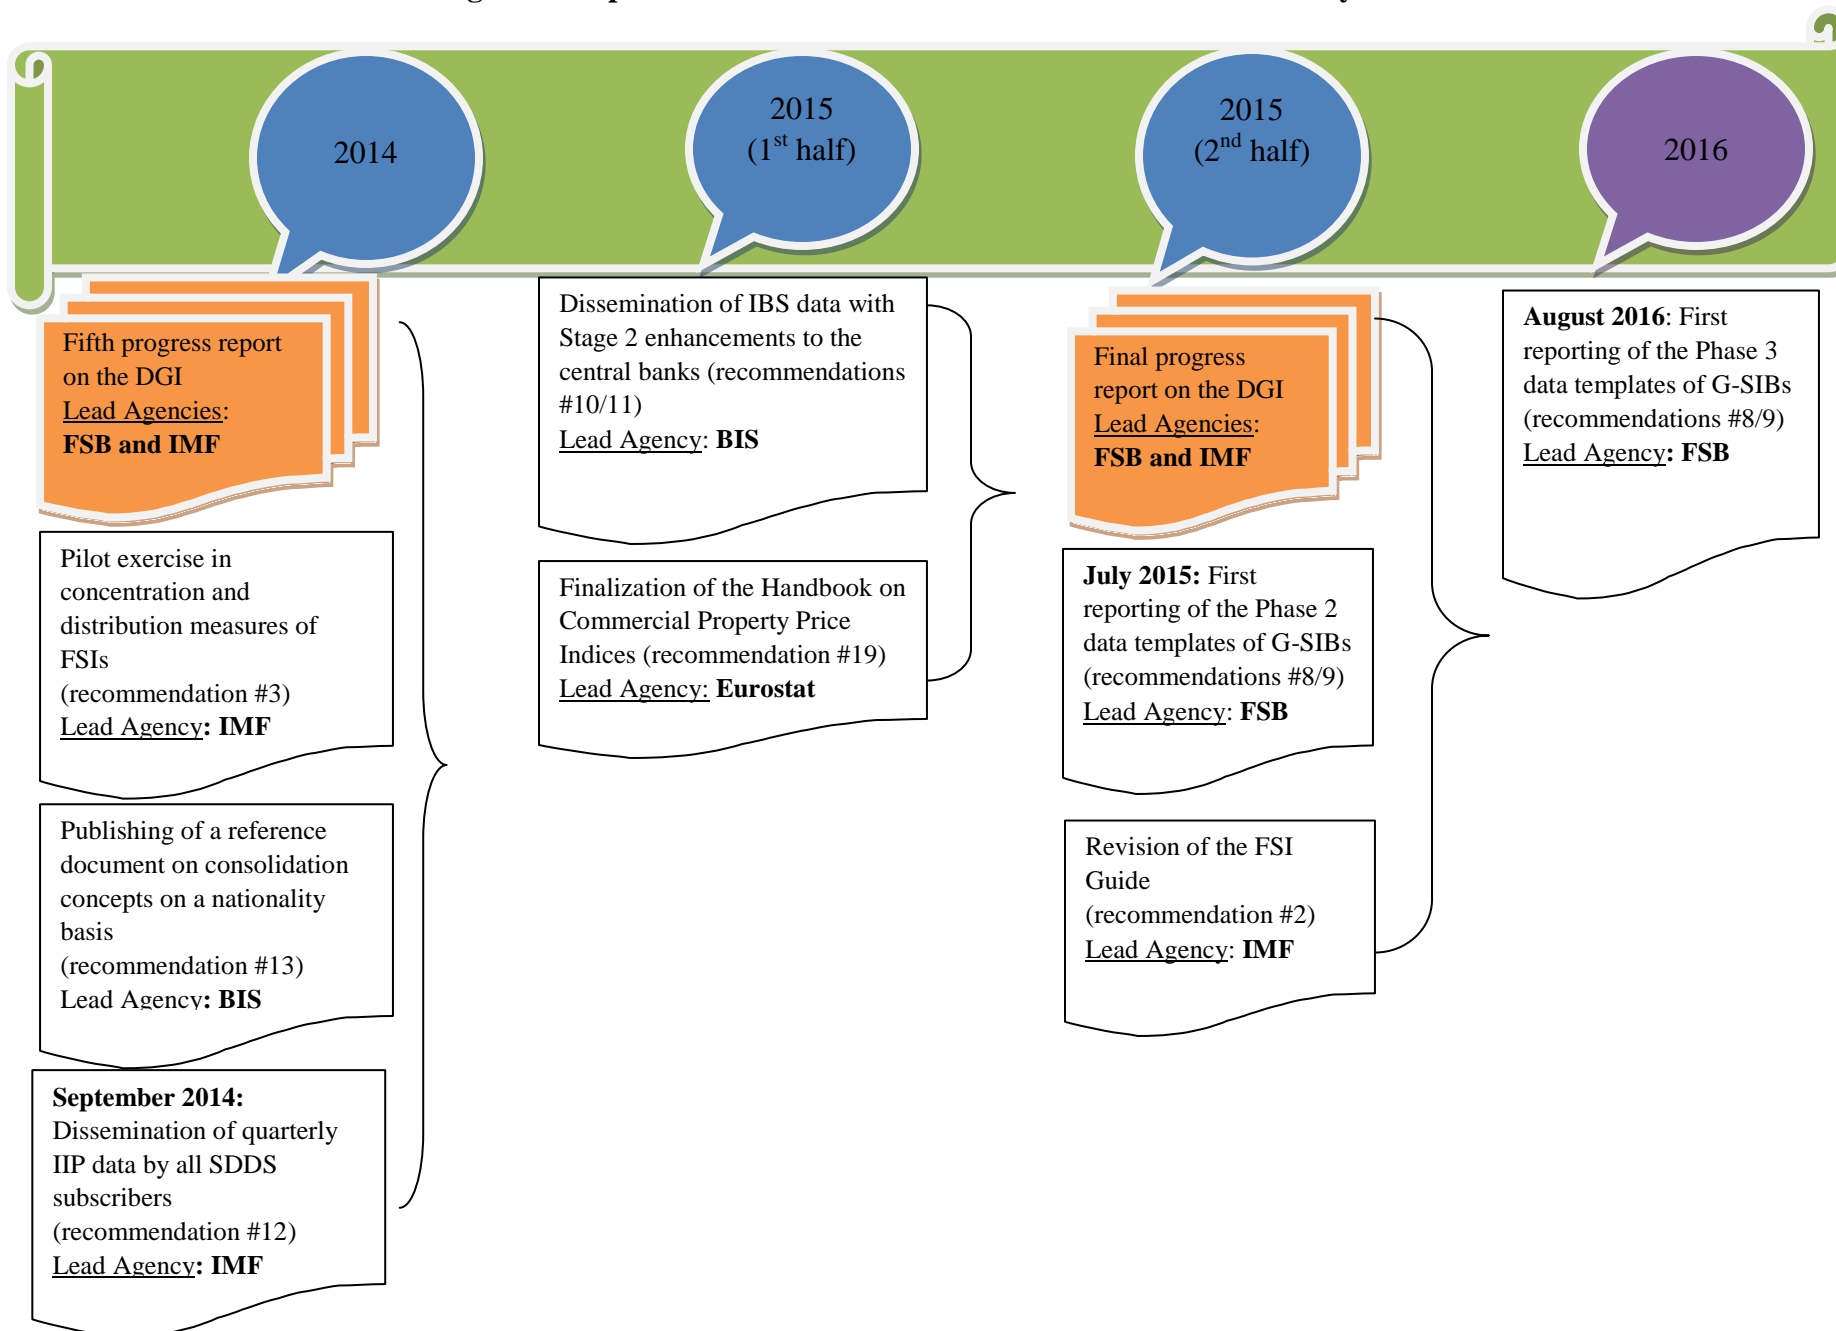 2014
2015
(1st half)
2015
(2nd half)
2016
Fifth progress report
on the DGI
Lead Agencies:
FSB and IMF
Pilot exercise in
concentration and
distribution measures of
FSIs
(recommendation #3)
Lead Agency: IMF
Publishing of a reference
document on consolidation
concepts on a nationality
basis
(recommendation #13)
Lead Agency: BIS
September 2014:
Dissemination of quarterly
IIP data by all SDDS
subscribers
(recommendation #12)
Lead Agency: IMF
Dissemination of IBS data with
Stage 2 enhancements to the
central banks (recommendations
#10/11)
Lead Agency: BIS
Finalization of the Handbook on
Commercial Property Price
Indices (recommendation #19)
Lead Agency: Eurostat
Final progress
report on the DGI
Lead Agencies:
FSB and IMF
July 2015: First
reporting of the Phase 2
data templates of G-SIBs
(recommendations #8/9)
Lead Agency: FSB
Revision of the FSI
Guide
(recommendation #2)
Lead Agency: IMF
August 2016: First
reporting of the Phase 3
data templates of G-SIBs
(recommendations #8/9)
Lead Agency: FSB